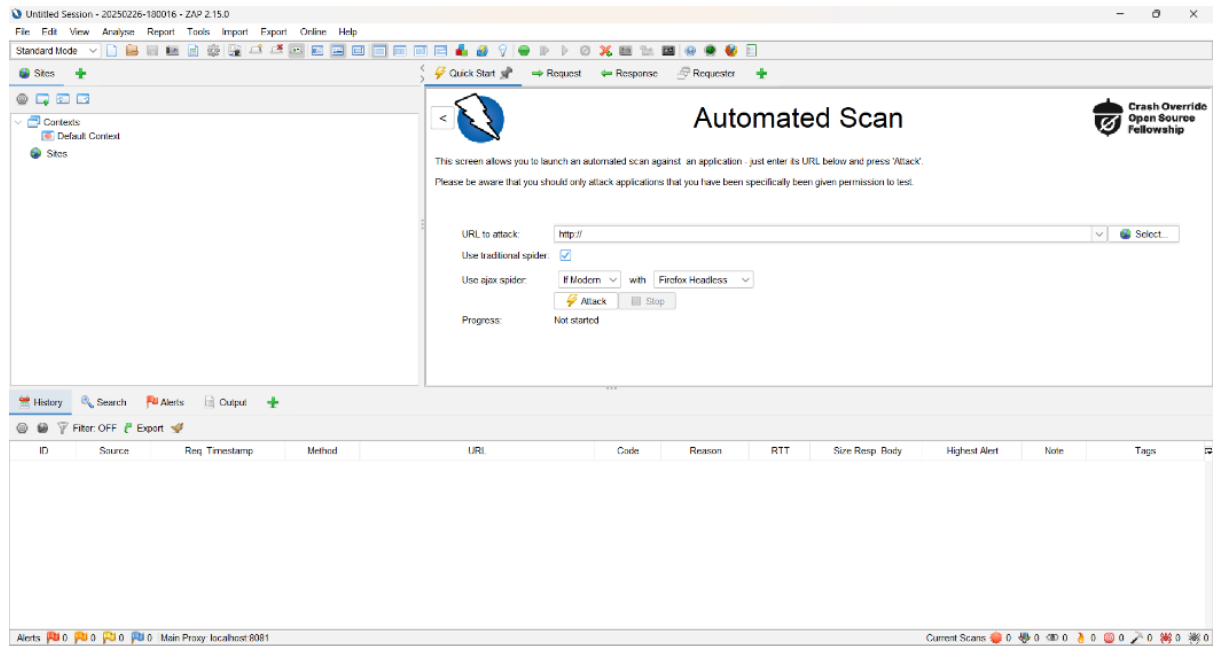 Untitled Session - 20250226-180016 - ZAP 2.15.0
File Edit View Analyse Report Tools Import Export Online Help
Standard Mode
Sites
Quick Start Request Response Requester
Contexts
Default Context
Sites
<
Automated Scan
Crash Override
Open Source
Fellowship
This screen allows you to launch an automated scan against an application - just enter its URL below and press 'Attack'.
Please be aware that you should only attack applications that you have been specifically been given permission to test.
URL to attack: http:// Select...
Use traditional spider:
Use ajax spider: If Modern with Firefox Headless
Attack Stop
Progress: Not started
History Search Alerts Output
Filter: OFF Export
ID Source Req. Timestamp Method URL Code Reason RTT Size Resp. Body Highest Alert Note Tags
Alerts 0 0 0 0 Main Proxy: localhost:8081 Current Scans 0 0 0 0 0 0 0 0